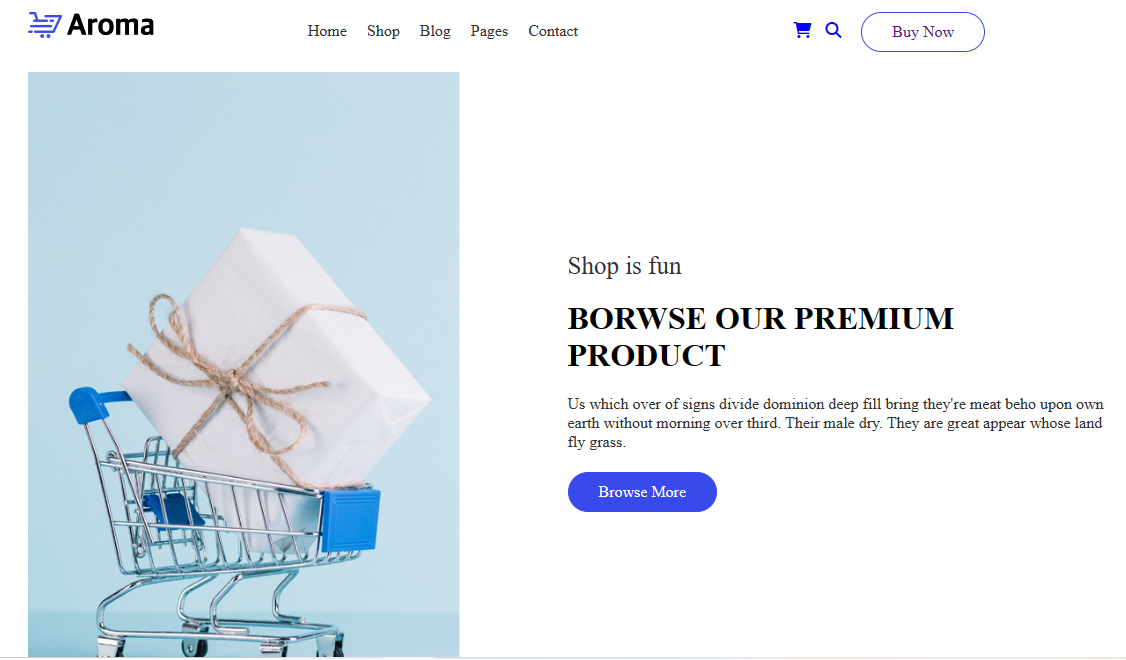 Aroma
Home Shop Blog Pages Contact
Buy Now
Shop is fun
BORWSE OUR PREMIUM
PRODUCT
Us which over of signs divide dominion deep fill bring they're meat beho upon own
earth without morning over third. Their male dry. They are great appear whose land
fly grass.
Browse More